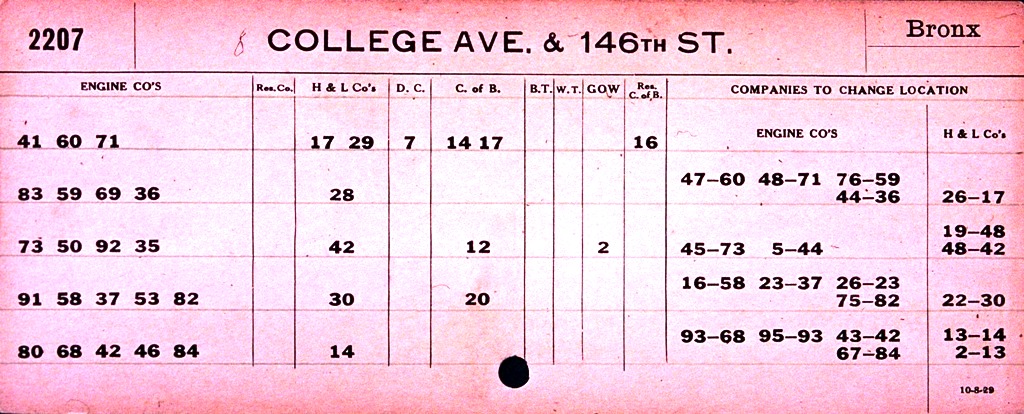 2207 8 COLLEGE AVE. & 146TH ST. Bronx
ENGINE CO'S Res. Co. H & L Co's D. C. C. of B. B.T. W.T. GOW Res. C. of B. COMPANIES TO CHANGE LOCATION
ENGINE CO'S H & L Co's
41 60 71 17 29 7 14 17 16
47–60 48–71 76–59
83 59 69 36 28 44–36 26–17
19–48
73 50 92 35 42 12 2 45–73 5–44 48–42
16–58 23–37 26–23
91 58 37 53 82 30 20 75–82 22–30
93–68 95–93 43–42 13–14
80 68 42 46 84 14 67–84 2–13
10-8-29